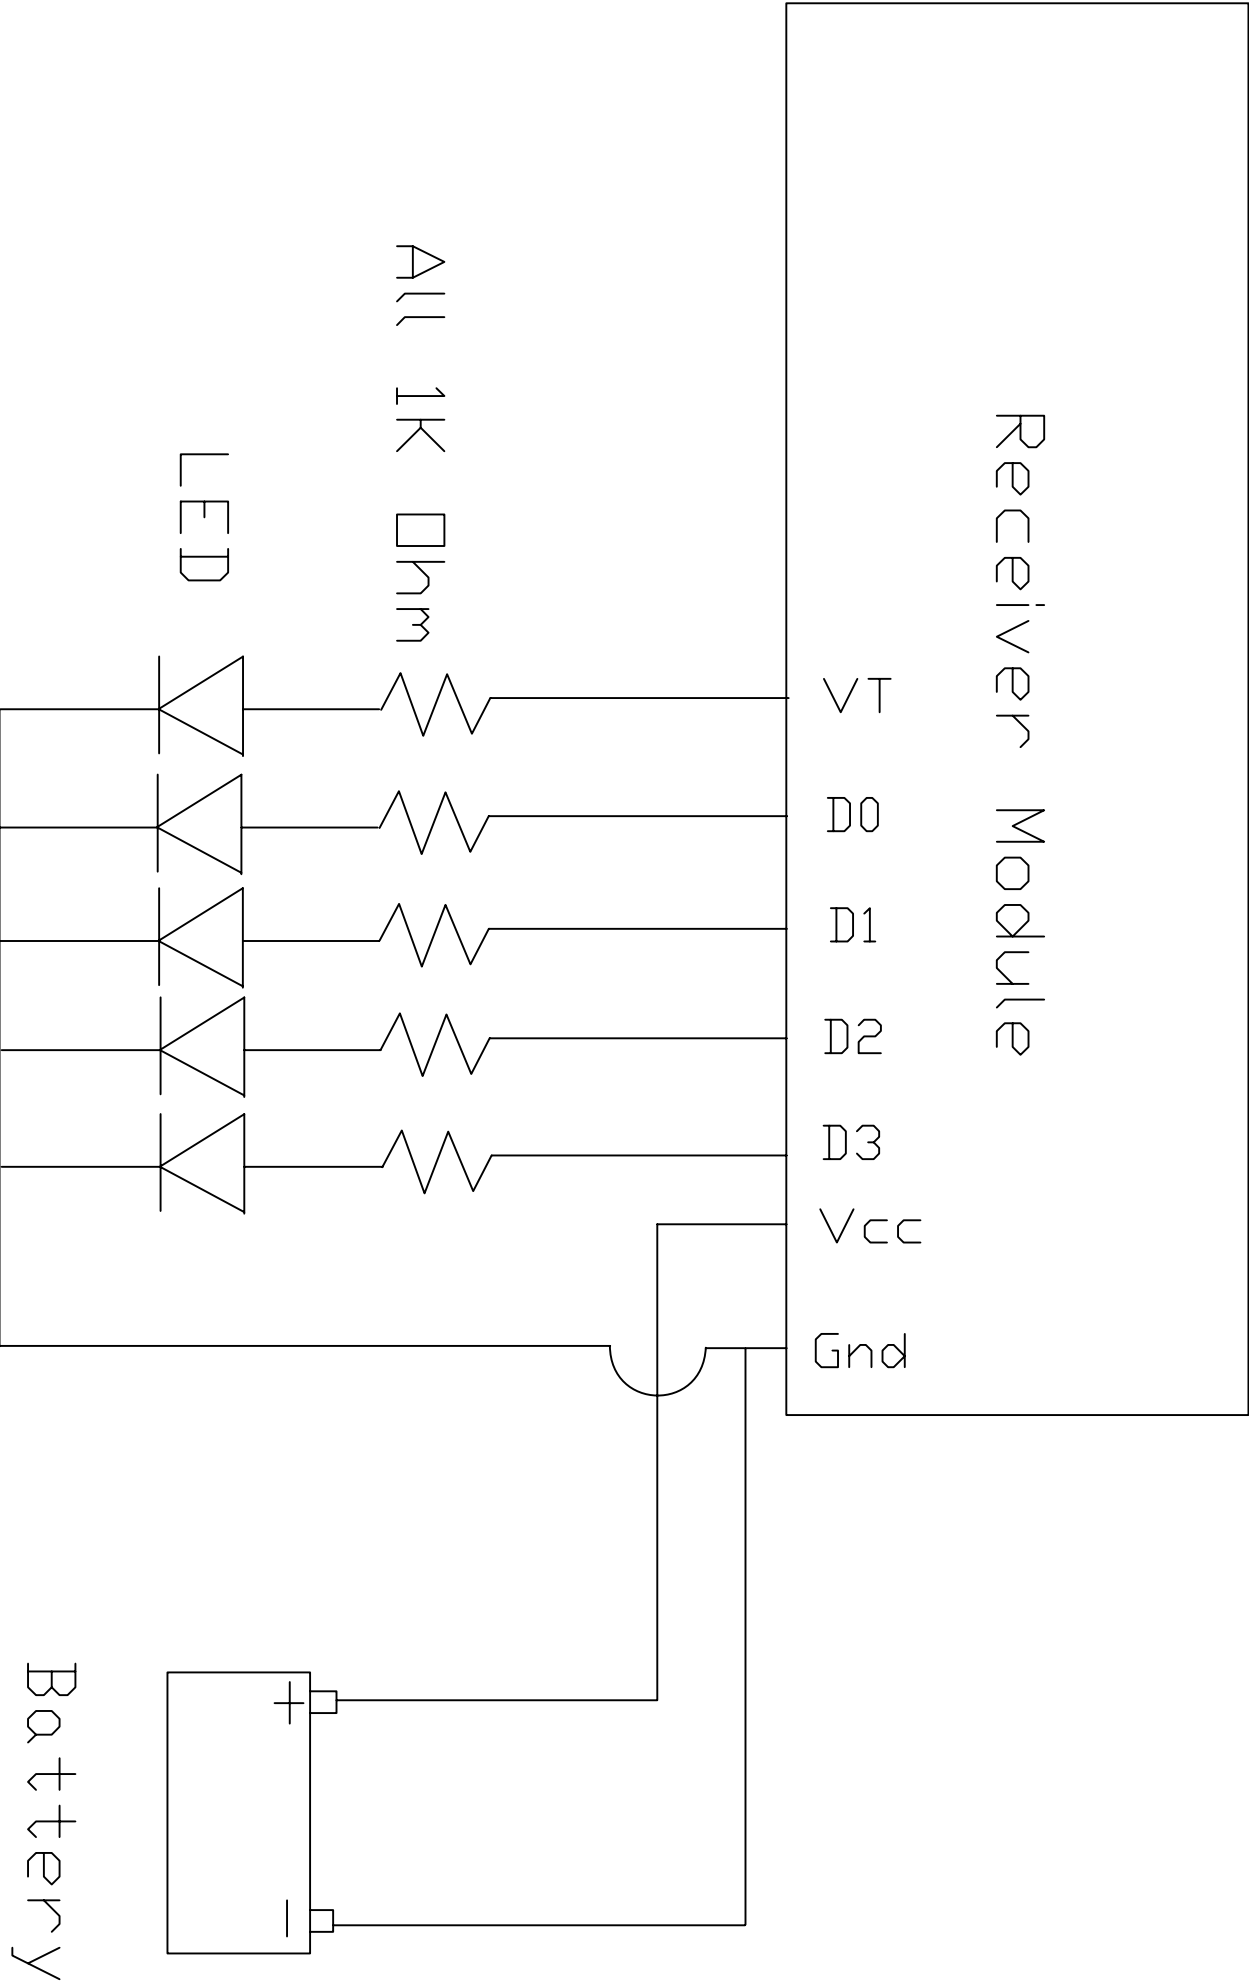 Receiver Module
VT
D0
D1
D2
D3
Vcc
Gnd
All 1K Ohm
LED
+
-
Battery